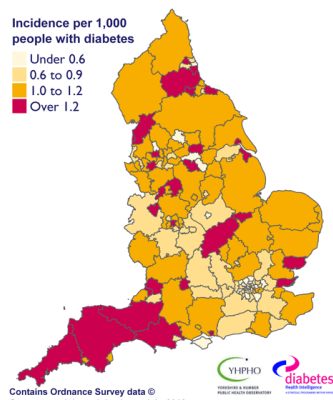 Incidence per 1,000
people with diabetes
Under 0.6
0.6 to 0.9
1.0 to 1.2
Over 1.2
YHPHO
YORKSHIRE & HUMBER
PUBLIC HEALTH OBSERVATORY
diabetes
Health Intelligence
Contains Ordnance Survey data ©